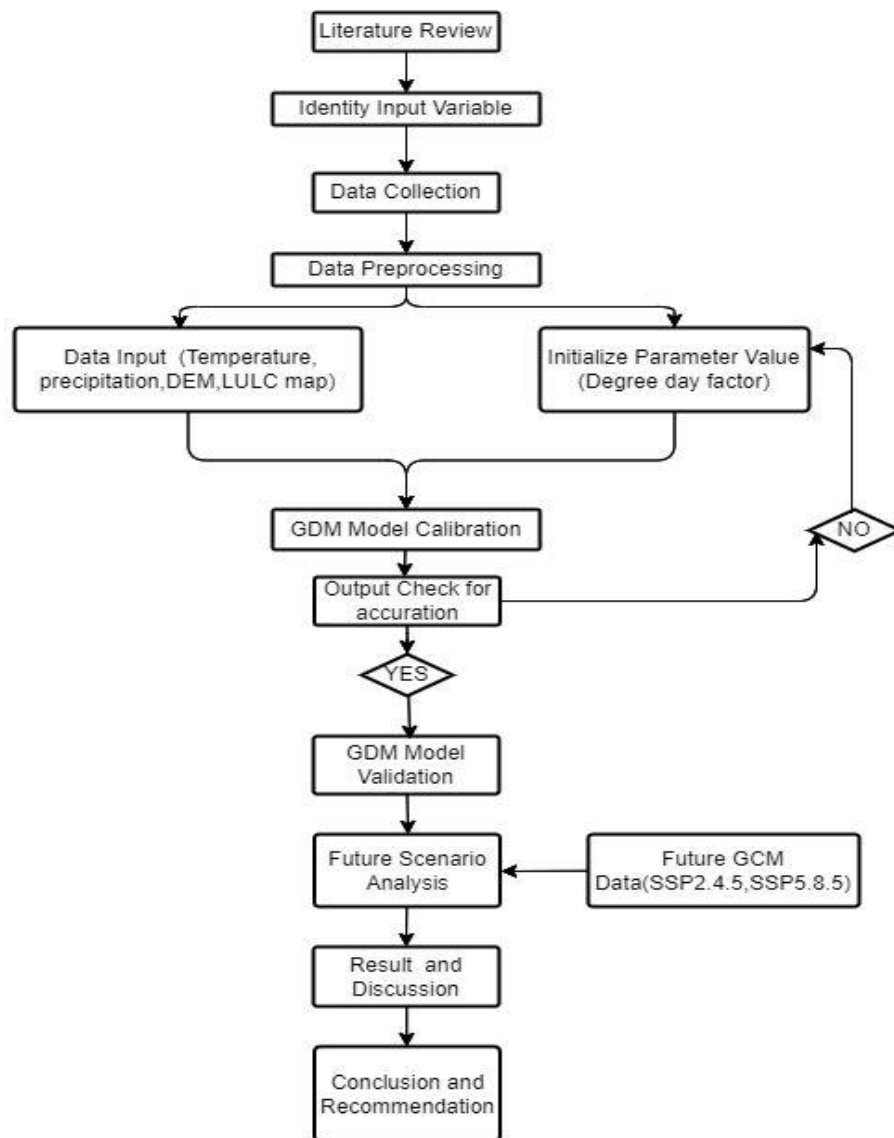 Literature Review
Identity Input Variable
Data Collection
Data Preprocessing
Data Input (Temperature,
precipitation,DEM,LULC map)
Initialize Parameter Value
(Degree day factor)
GDM Model Calibration
NO
Output Check for
accuration
YES
GDM Model
Validation
Future Scenario
Analysis
Future GCM
Data(SSP2.4.5,SSP5.8.5)
Result and
Discussion
Conclusion and
Recommendation